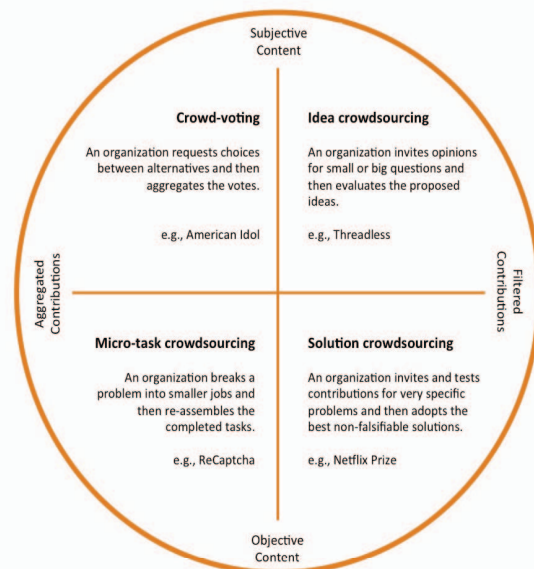 Subjective
Content
Crowd-voting
An organization requests choices
between alternatives and then
aggregates the votes.
e.g., American Idol
Idea crowdsourcing
An organization invites opinions
for small or big questions and
then evaluates the proposed
ideas.
e.g., Threadless
Aggregated
Contributions
Filtered
Contributions
Micro-task crowdsourcing
An organization breaks a
problem into smaller jobs and
then re-assembles the
completed tasks.
e.g., ReCaptcha
Solution crowdsourcing
An organization invites and tests
contributions for very specific
problems and then adopts the
best non-falsifiable solutions.
e.g., Netflix Prize
Objective
Content